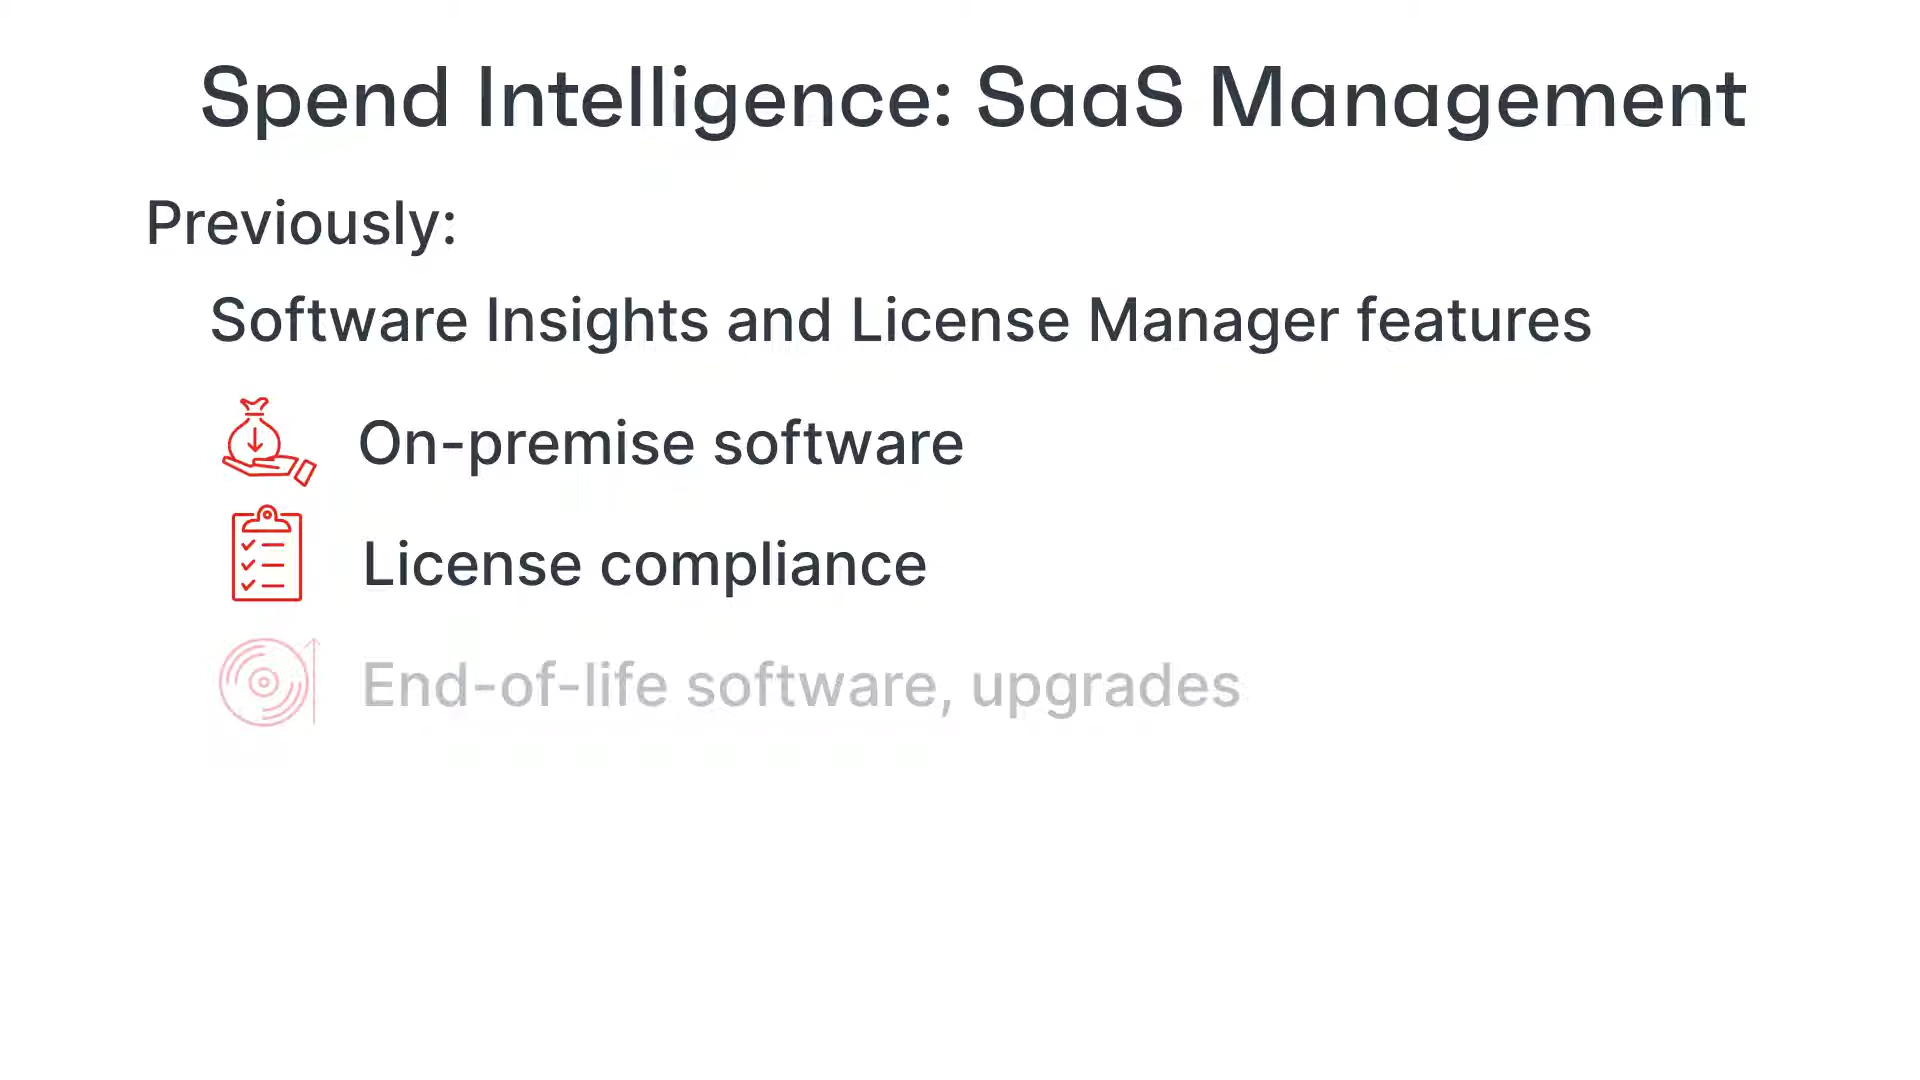 Spend Intelligence: SaaS Management
Previously:
Software Insights and License Manager features
On-premise software
License compliance
End-of-life software, upgrades